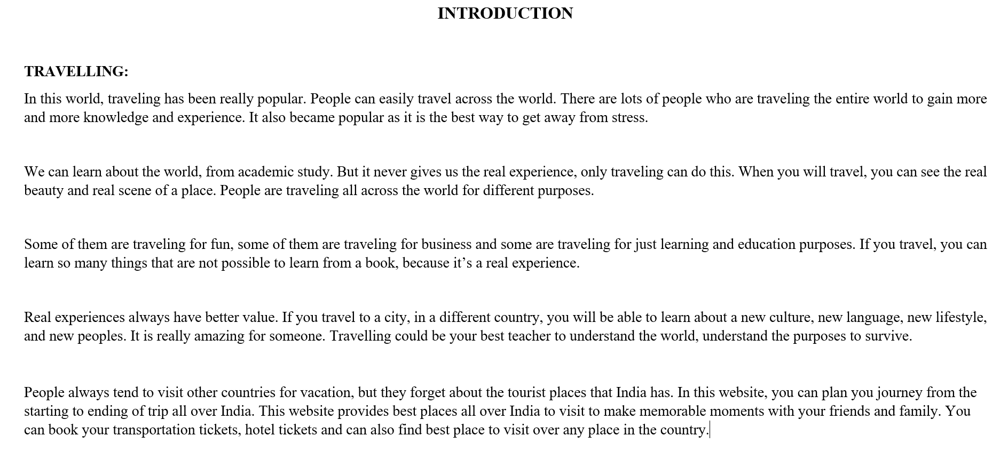 INTRODUCTION
TRAVELLING:
In this world, traveling has been really popular. People can easily travel across the world. There are lots of people who are traveling the entire world to gain more
and more knowledge and experience. It also became popular as it is the best way to get away from stress.
We can learn about the world, from academic study. But it never gives us the real experience, only traveling can do this. When you will travel, you can see the real
beauty and real scene of a place. People are traveling all across the world for different purposes.
Some of them are traveling for fun, some of them are traveling for business and some are traveling for just learning and education purposes. If you travel, you can
learn so many things that are not possible to learn from a book, because it’s a real experience.
Real experiences always have better value. If you travel to a city, in a different country, you will be able to learn about a new culture, new language, new lifestyle,
and new peoples. It is really amazing for someone. Travelling could be your best teacher to understand the world, understand the purposes to survive.
People always tend to visit other countries for vacation, but they forget about the tourist places that India has. In this website, you can plan you journey from the
starting to ending of trip all over India. This website provides best places all over India to visit to make memorable moments with your friends and family. You
can book your transportation tickets, hotel tickets and can also find best place to visit over any place in the country.